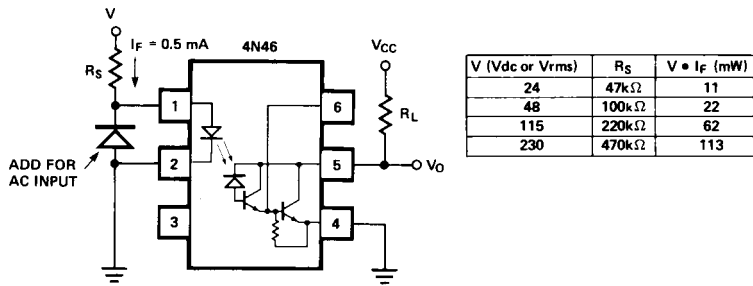 V
I_F = 0.5 mA
R_S
4N46
V_CC
R_L
1
6
2
5
V_O
ADD FOR
AC INPUT
3
4
V (Vdc or Vrms) R_S V • I_F (mW)
24 47kΩ 11
48 100kΩ 22
115 220kΩ 62
230 470kΩ 113